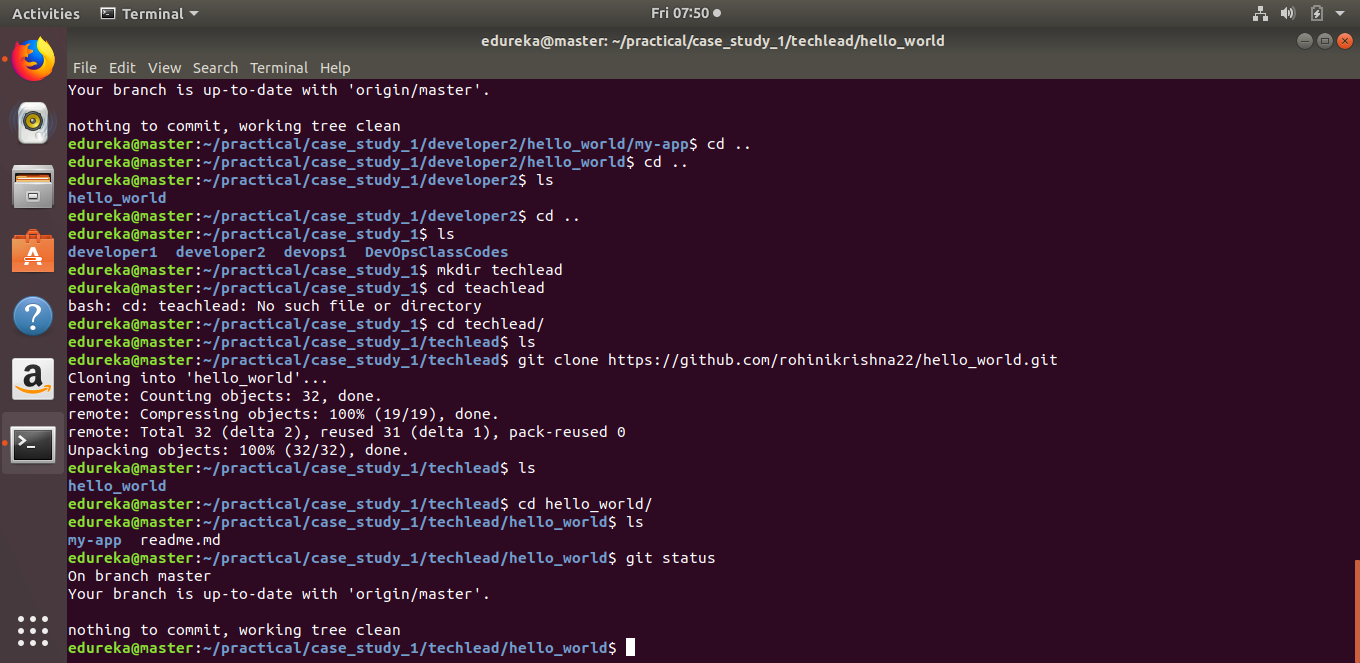 Activities Terminal Fri 07:50
edureka@master: ~/practical/case_study_1/techlead/hello_world
File Edit View Search Terminal Help
Your branch is up-to-date with 'origin/master'.
nothing to commit, working tree clean
edureka@master:~/practical/case_study_1/developer2/hello_world/my-app$ cd ..
edureka@master:~/practical/case_study_1/developer2/hello_world$ cd ..
edureka@master:~/practical/case_study_1/developer2$ ls
hello_world
edureka@master:~/practical/case_study_1/developer2$ cd ..
edureka@master:~/practical/case_study_1$ ls
developer1  developer2  devops1  DevOpsClassCodes
edureka@master:~/practical/case_study_1$ mkdir techlead
edureka@master:~/practical/case_study_1$ cd teachlead
bash: cd: teachlead: No such file or directory
edureka@master:~/practical/case_study_1$ cd techlead/
edureka@master:~/practical/case_study_1/techlead$ ls
edureka@master:~/practical/case_study_1/techlead$ git clone https://github.com/rohinikrishna22/hello_world.git
Cloning into 'hello_world'...
remote: Counting objects: 32, done.
remote: Compressing objects: 100% (19/19), done.
remote: Total 32 (delta 2), reused 31 (delta 1), pack-reused 0
Unpacking objects: 100% (32/32), done.
edureka@master:~/practical/case_study_1/techlead$ ls
hello_world
edureka@master:~/practical/case_study_1/techlead$ cd hello_world/
edureka@master:~/practical/case_study_1/techlead/hello_world$ ls
my-app  readme.md
edureka@master:~/practical/case_study_1/techlead/hello_world$ git status
On branch master
Your branch is up-to-date with 'origin/master'.
nothing to commit, working tree clean
edureka@master:~/practical/case_study_1/techlead/hello_world$